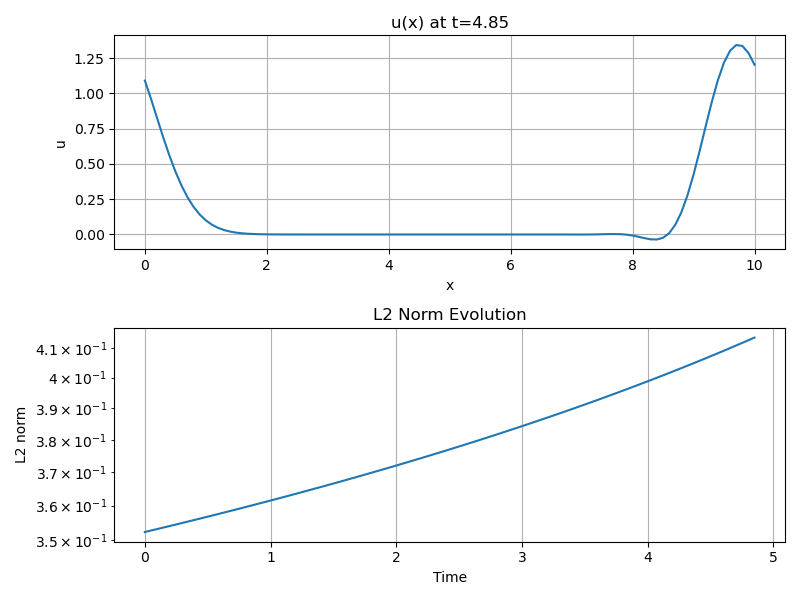 u(x) at t=4.85
1.25
1.00
0.75
0.50
0.25
0.00
u
0 2 4 6 8 10
x
L2 Norm Evolution
4.1 × 10⁻¹
4 × 10⁻¹
3.9 × 10⁻¹
3.8 × 10⁻¹
3.7 × 10⁻¹
3.6 × 10⁻¹
3.5 × 10⁻¹
L2 norm
0 1 2 3 4 5
Time